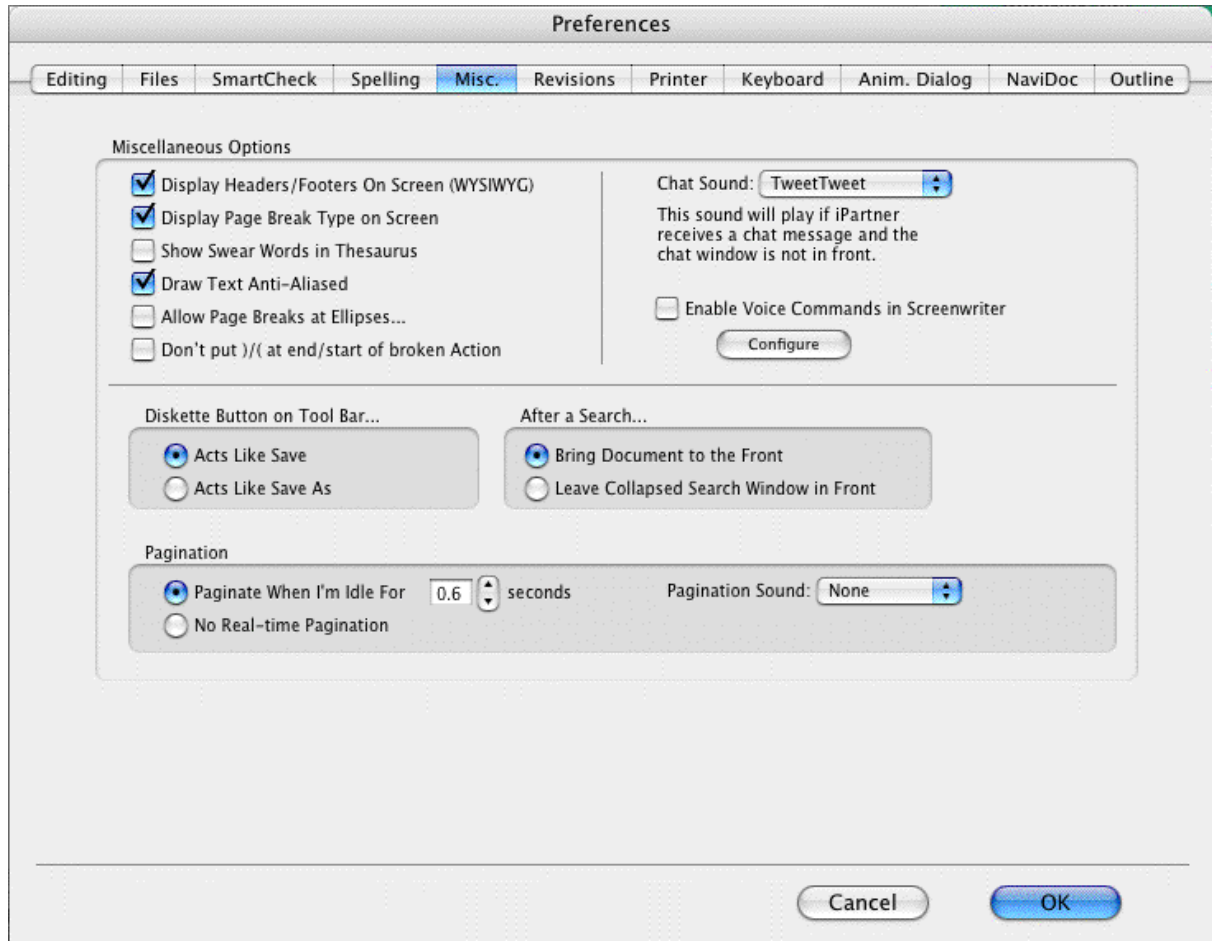 Preferences
Editing Files SmartCheck Spelling Misc. Revisions Printer Keyboard Anim. Dialog NaviDoc Outline
Miscellaneous Options
Display Headers/Footers On Screen (WYSIWYG)
Display Page Break Type on Screen
Show Swear Words in Thesaurus
Draw Text Anti-Aliased
Allow Page Breaks at Ellipses...
Don't put )/( at end/start of broken Action
Chat Sound: TweetTweet
This sound will play if iPartner
receives a chat message and the
chat window is not in front.
Enable Voice Commands in Screenwriter
Configure
Diskette Button on Tool Bar...
Acts Like Save
Acts Like Save As
After a Search...
Bring Document to the Front
Leave Collapsed Search Window in Front
Pagination
Paginate When I'm Idle For 0.6 seconds
No Real-time Pagination
Pagination Sound: None
Cancel OK